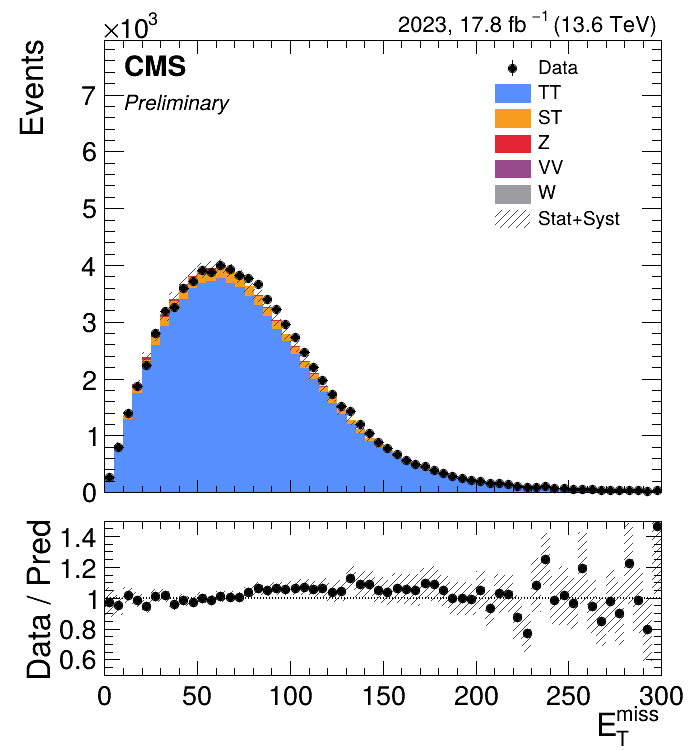 ×10³
2023, 17.8 fb⁻¹ (13.6 TeV)
Events
CMS
Preliminary
Data
TT
ST
Z
VV
W
Stat+Syst
7
6
5
4
3
2
1
0
Data / Pred
1.4
1.2
1
0.8
0.6
0 50 100 150 200 250 300
E_T^miss